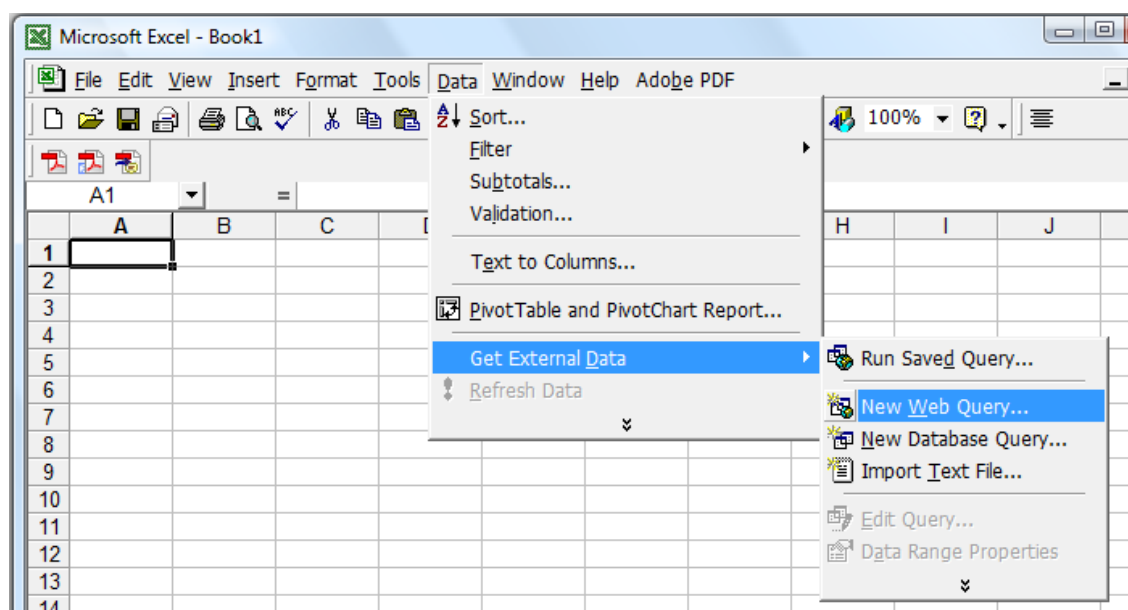 Microsoft Excel - Book1
File Edit View Insert Format Tools Data Window Help Adobe PDF
ABC
100%
A1 =
A B C H I J
1
2
3
4
5
6
7
8
9
10
11
12
13
14
Sort...
Filter
Subtotals...
Validation...
Text to Columns...
PivotTable and PivotChart Report...
Get External Data
Refresh Data
Run Saved Query...
New Web Query...
New Database Query...
Import Text File...
Edit Query...
Data Range Properties